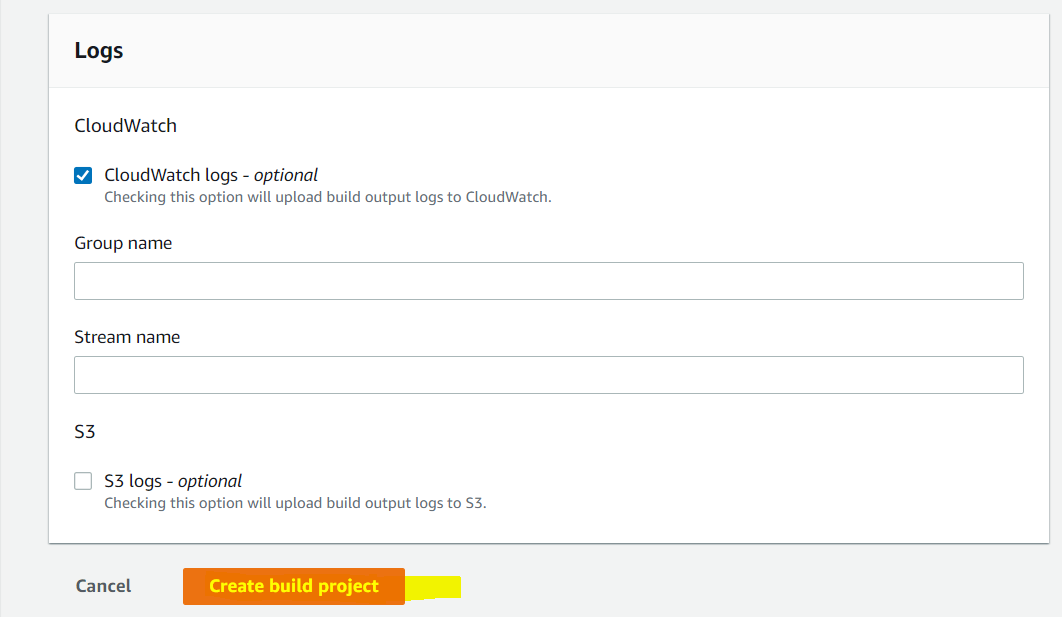 Logs
CloudWatch
CloudWatch logs - optional
Checking this option will upload build output logs to CloudWatch.
Group name
Stream name
S3
S3 logs - optional
Checking this option will upload build output logs to S3.
Cancel Create build project